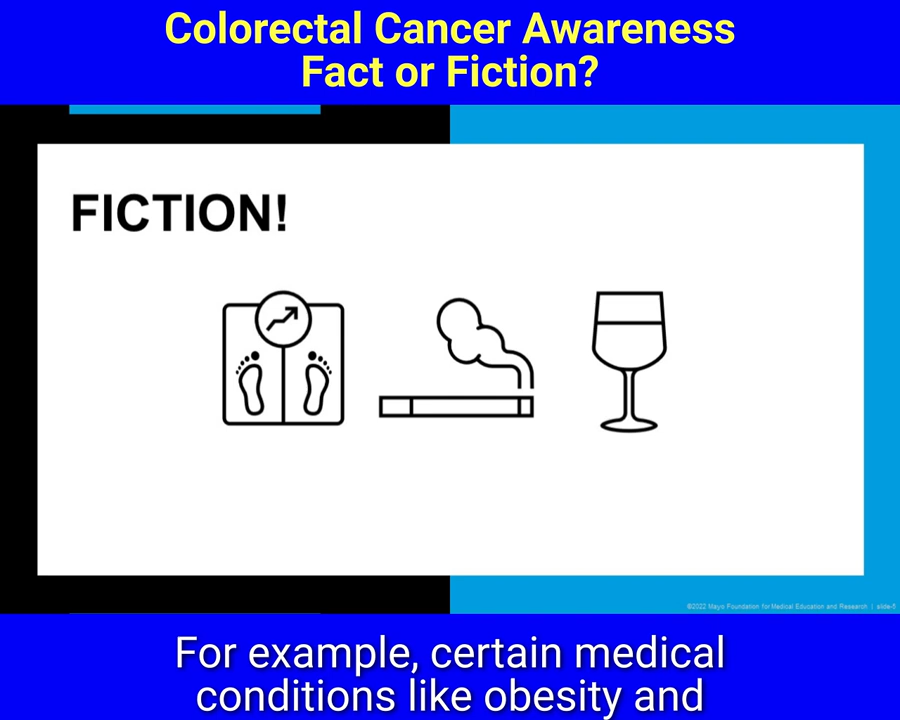 Colorectal Cancer Awareness
Fact or Fiction?
FICTION!
©2022 Mayo Foundation for Medical Education and Research | slide-5
For example, certain medical
conditions like obesity and